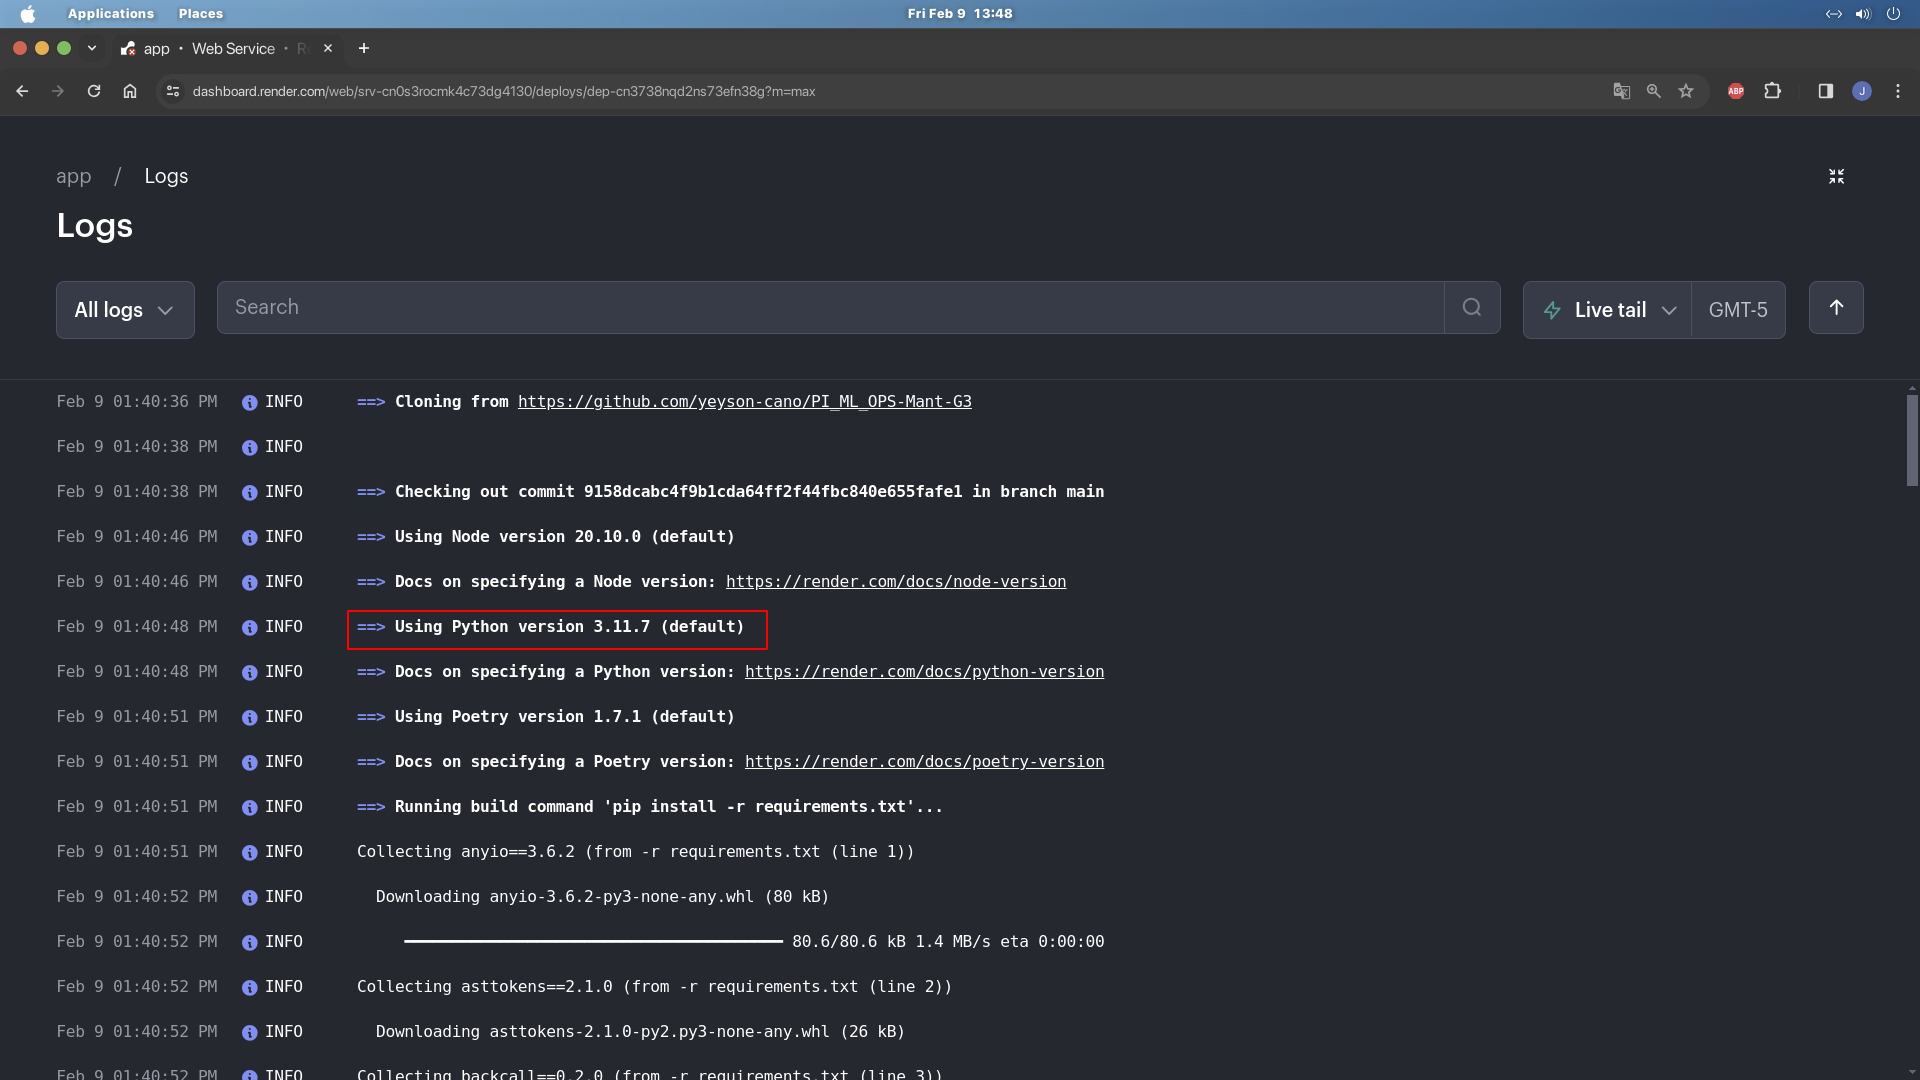 Applications Places Fri Feb 9 13:48
app · Web Service ·
dashboard.render.com/web/srv-cn0s3rocmk4c73dg4130/deploys/dep-cn3738nqd2ns73efn38g?m=max ABP J
app / Logs
Logs
All logs Search Live tail GMT-5
Feb 9 01:40:36 PM INFO ==> Cloning from https://github.com/yeyson-cano/PI_ML_OPS-Mant-G3
Feb 9 01:40:38 PM INFO
Feb 9 01:40:38 PM INFO ==> Checking out commit 9158dcabc4f9b1cda64ff2f44fbc840e655fafe1 in branch main
Feb 9 01:40:46 PM INFO ==> Using Node version 20.10.0 (default)
Feb 9 01:40:46 PM INFO ==> Docs on specifying a Node version: https://render.com/docs/node-version
Feb 9 01:40:48 PM INFO ==> Using Python version 3.11.7 (default)
Feb 9 01:40:48 PM INFO ==> Docs on specifying a Python version: https://render.com/docs/python-version
Feb 9 01:40:51 PM INFO ==> Using Poetry version 1.7.1 (default)
Feb 9 01:40:51 PM INFO ==> Docs on specifying a Poetry version: https://render.com/docs/poetry-version
Feb 9 01:40:51 PM INFO ==> Running build command 'pip install -r requirements.txt'...
Feb 9 01:40:51 PM INFO Collecting anyio==3.6.2 (from -r requirements.txt (line 1))
Feb 9 01:40:52 PM INFO Downloading anyio-3.6.2-py3-none-any.whl (80 kB)
Feb 9 01:40:52 PM INFO ━━━━━━━━━━━━━━━━━━━━━━━━━━━━━━━━━━━━━━━━ 80.6/80.6 kB 1.4 MB/s eta 0:00:00
Feb 9 01:40:52 PM INFO Collecting asttokens==2.1.0 (from -r requirements.txt (line 2))
Feb 9 01:40:52 PM INFO Downloading asttokens-2.1.0-py2.py3-none-any.whl (26 kB)
Feb 9 01:40:52 PM INFO Collecting backcall==0.2.0 (from -r requirements.txt (line 3))